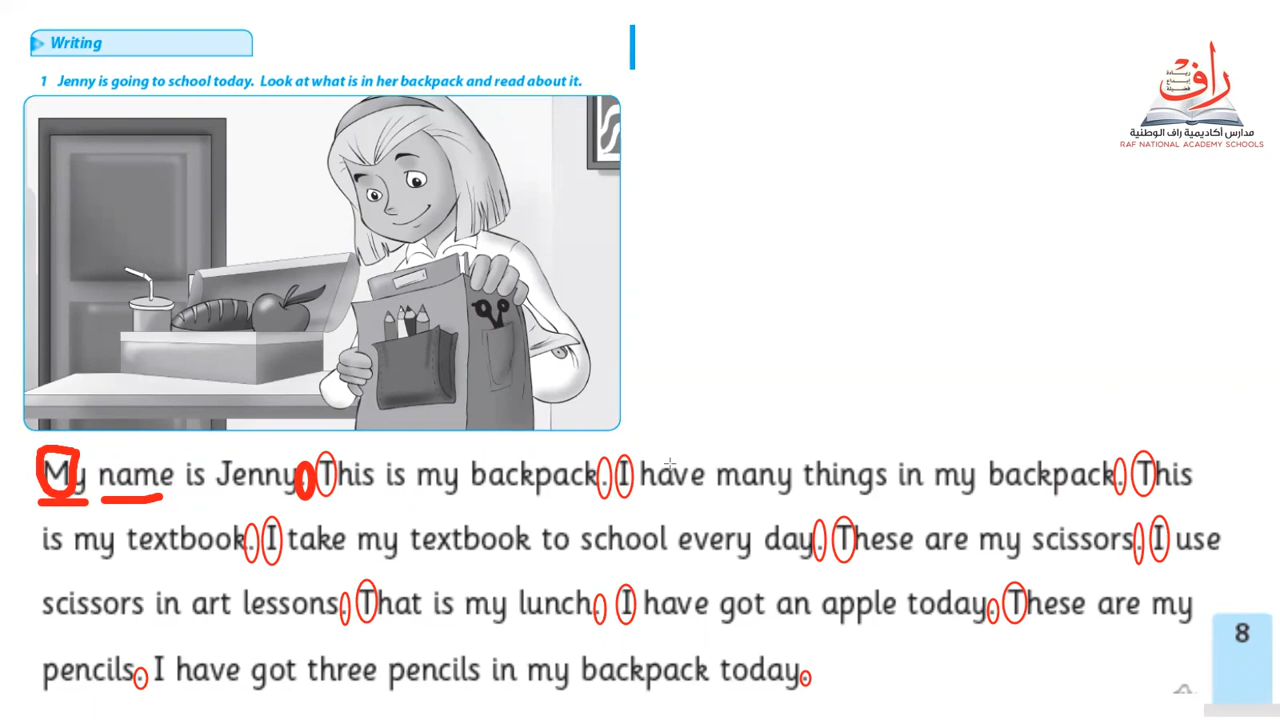 Writing
1 Jenny is going to school today. Look at what is in her backpack and read about it.
راف
ريادة
إبداع
فضيلة
مدارس أكاديمية راف الوطنية
RAF NATIONAL ACADEMY SCHOOLS
My name is Jenny. This is my backpack. I have many things in my backpack. This
is my textbook. I take my textbook to school every day. These are my scissors. I use
scissors in art lessons. That is my lunch. I have got an apple today. These are my
pencils. I have got three pencils in my backpack today.
8